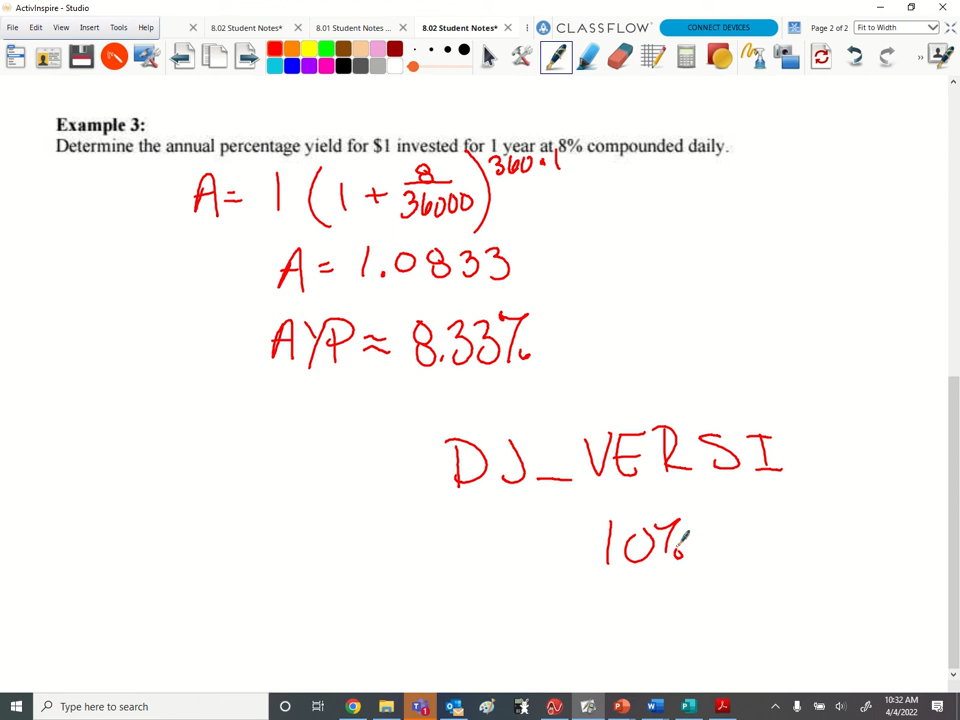 ActivInspire - Studio
File Edit View Insert Tools Help
8.02 Student Notes* 8.01 Student Notes ... 8.02 Student Notes*
CLASSFLOW CONNECT DEVICES Page 2 of 2 Fit to Width
Example 3:
Determine the annual percentage yield for $1 invested for 1 year at 8% compounded daily.
A = 1 (1 + 8/36000)^360·1
A = 1.0833
AYP ≈ 8.33%
DJ_VERSI
10%
Type here to search
10:32 AM
4/4/2022